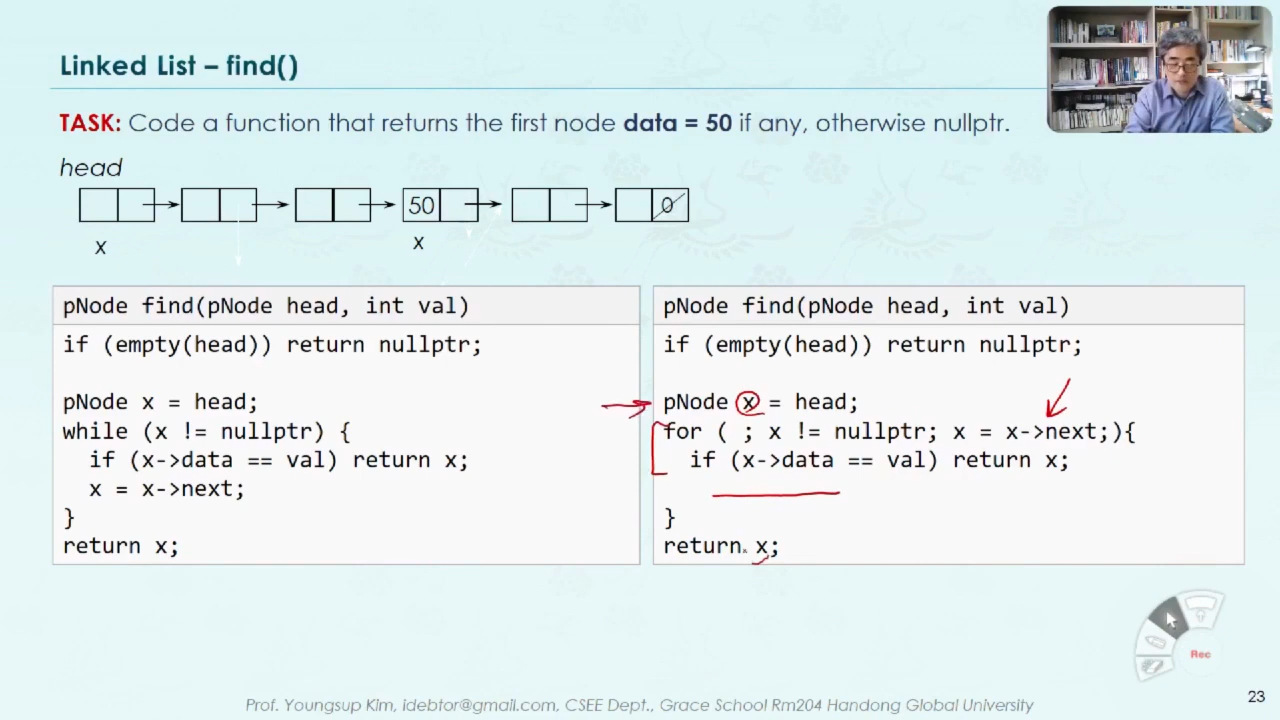 Linked List – find()
TASK: Code a function that returns the first node data = 50 if any, otherwise nullptr.
head
50 0
x x
pNode find(pNode head, int val)
if (empty(head)) return nullptr;
pNode x = head;
while (x != nullptr) {
if (x->data == val) return x;
x = x->next;
}
return x;
pNode find(pNode head, int val)
if (empty(head)) return nullptr;
pNode x = head;
for ( ; x != nullptr; x = x->next;){
if (x->data == val) return x;
}
return x;
Rec
Prof. Youngsup Kim, idebtor@gmail.com, CSEE Dept., Grace School Rm204 Handong Global University
23